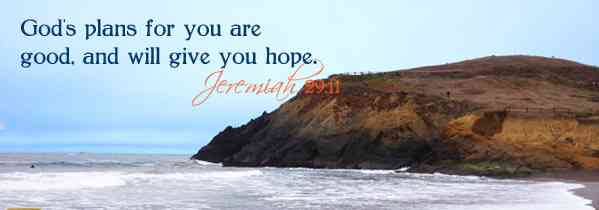 God's plans for you are
good, and will give you hope.
Jeremiah 29:11